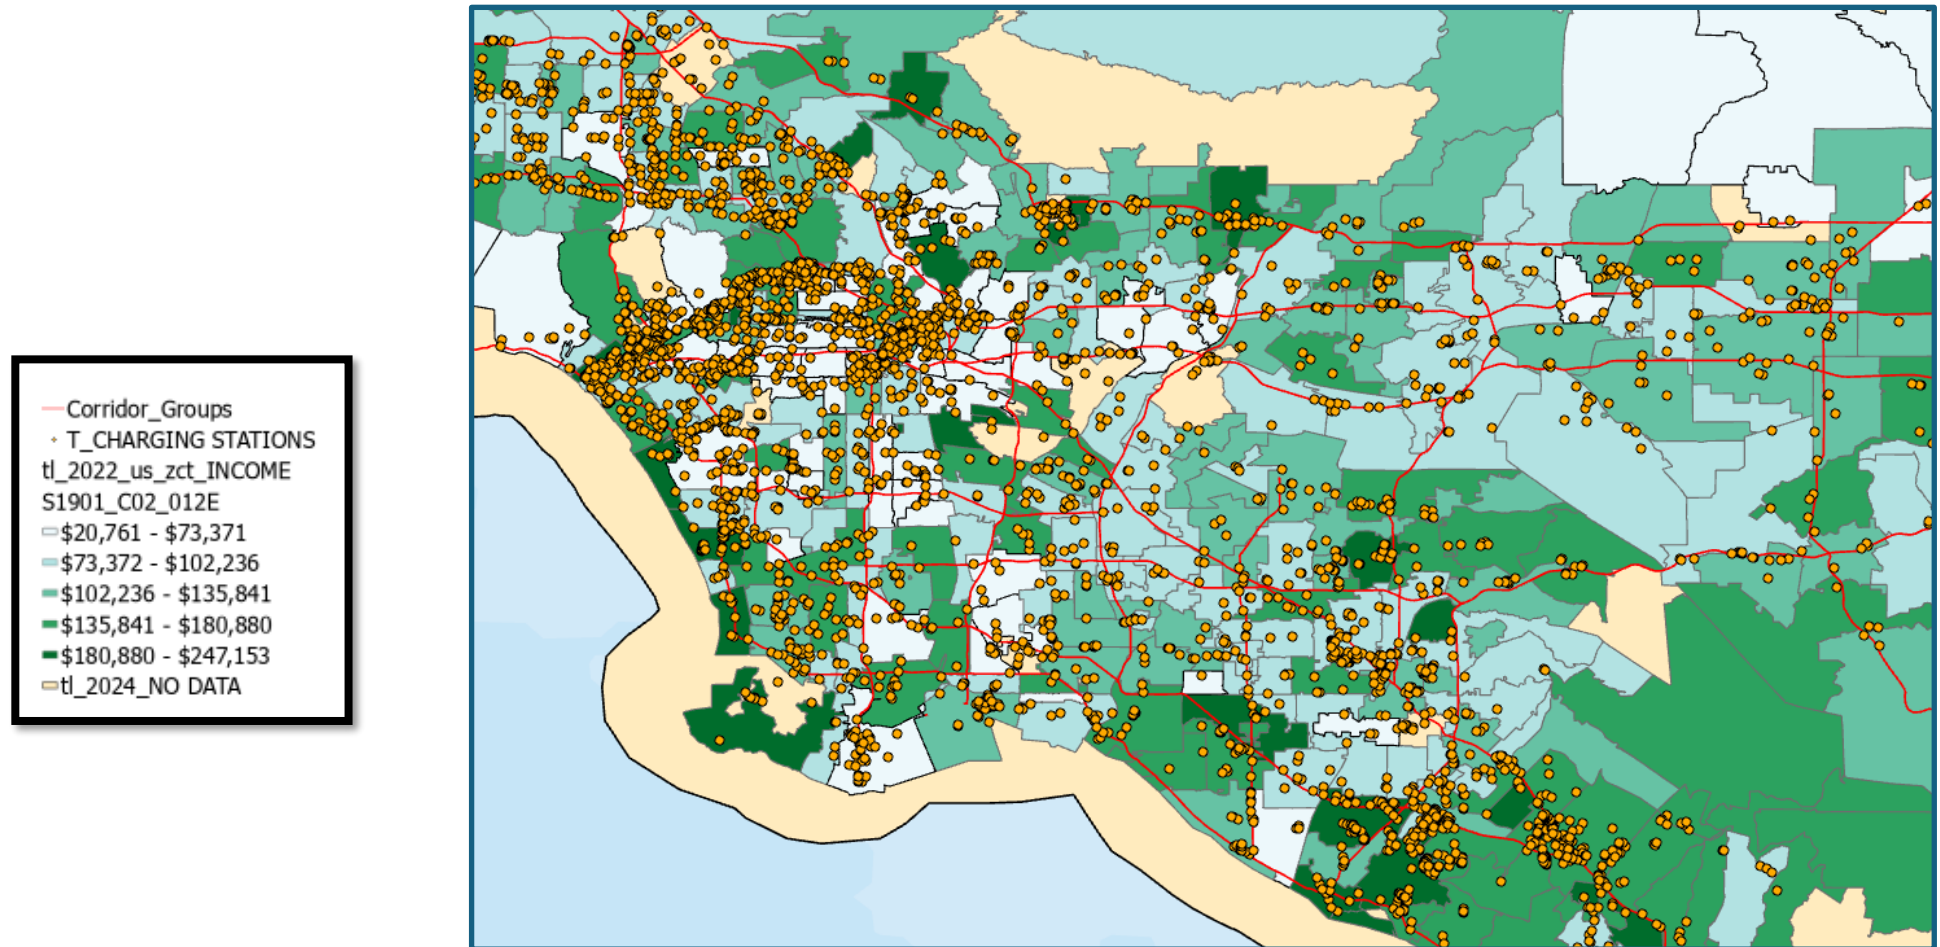 Corridor_Groups
T_CHARGING STATIONS
tl_2022_us_zct_INCOME
S1901_C02_012E
$20,761 - $73,371
$73,372 - $102,236
$102,236 - $135,841
$135,841 - $180,880
$180,880 - $247,153
tl_2024_NO DATA